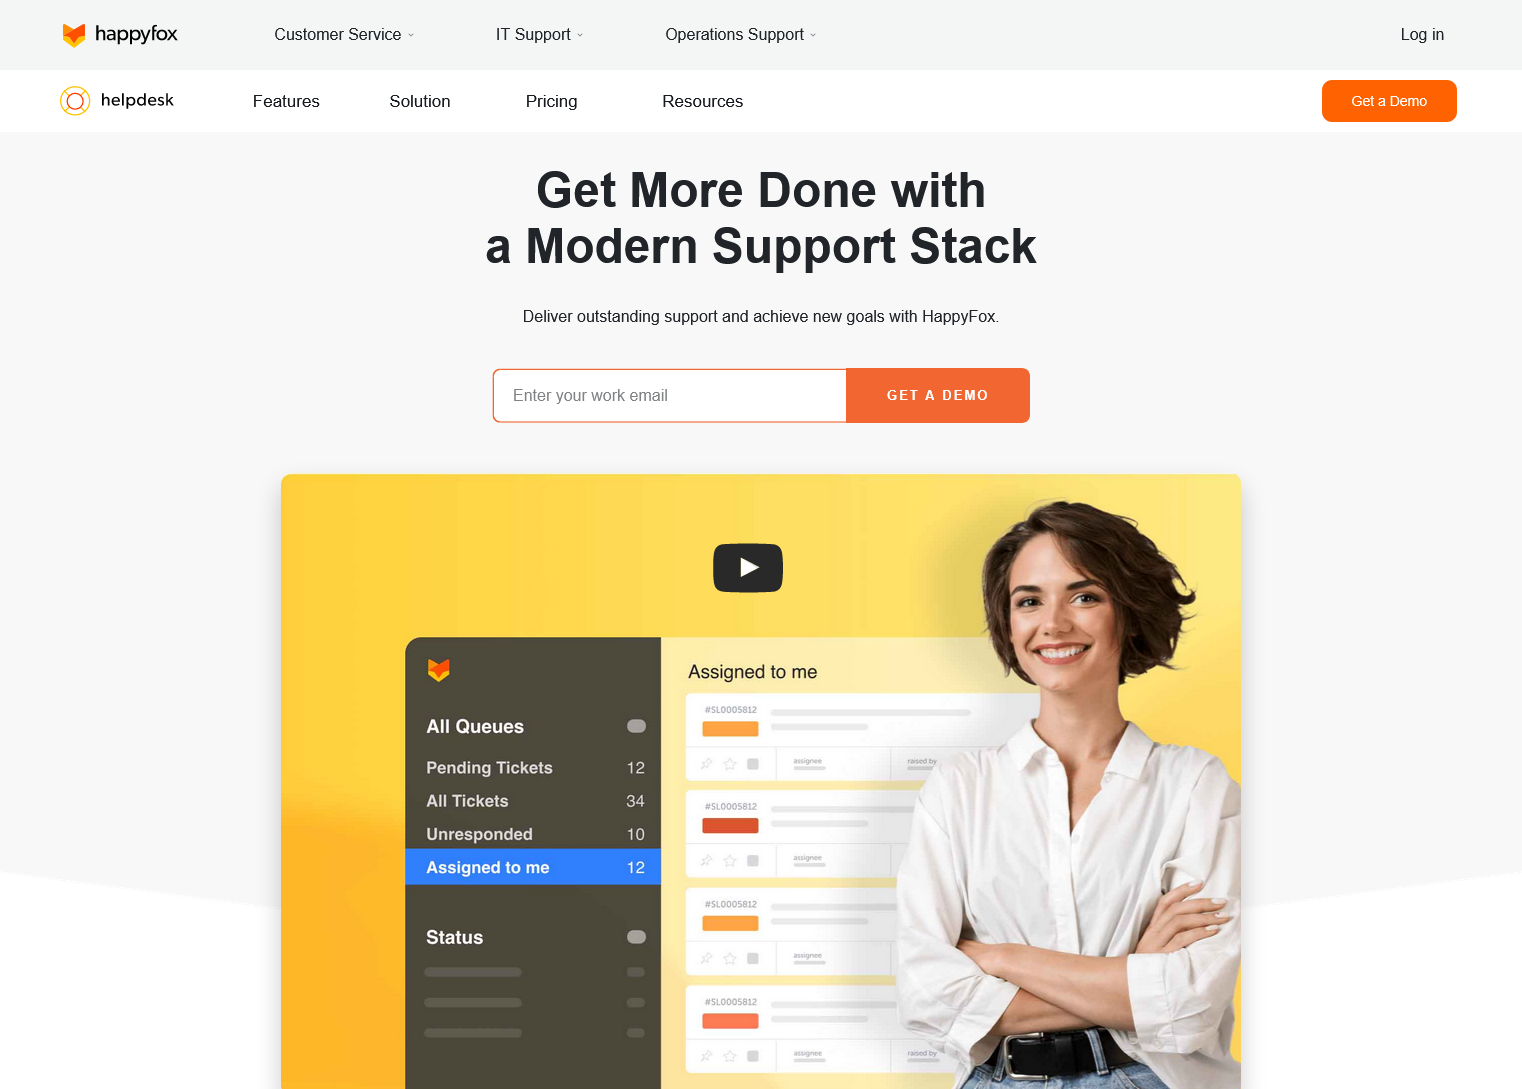 happyfox
Customer Service
IT Support
Operations Support
Log in
helpdesk
Features
Solution
Pricing
Resources
Get a Demo
Get More Done with
a Modern Support Stack
Deliver outstanding support and achieve new goals with HappyFox.
Enter your work email
GET A DEMO
All Queues
Pending Tickets 12
All Tickets 34
Unresponded 10
Assigned to me 12
Status
Assigned to me
#SL0005812
assignee
raised by
#SL0005812
assignee
#SL0005812
assignee
#SL0005812
assignee
raised by